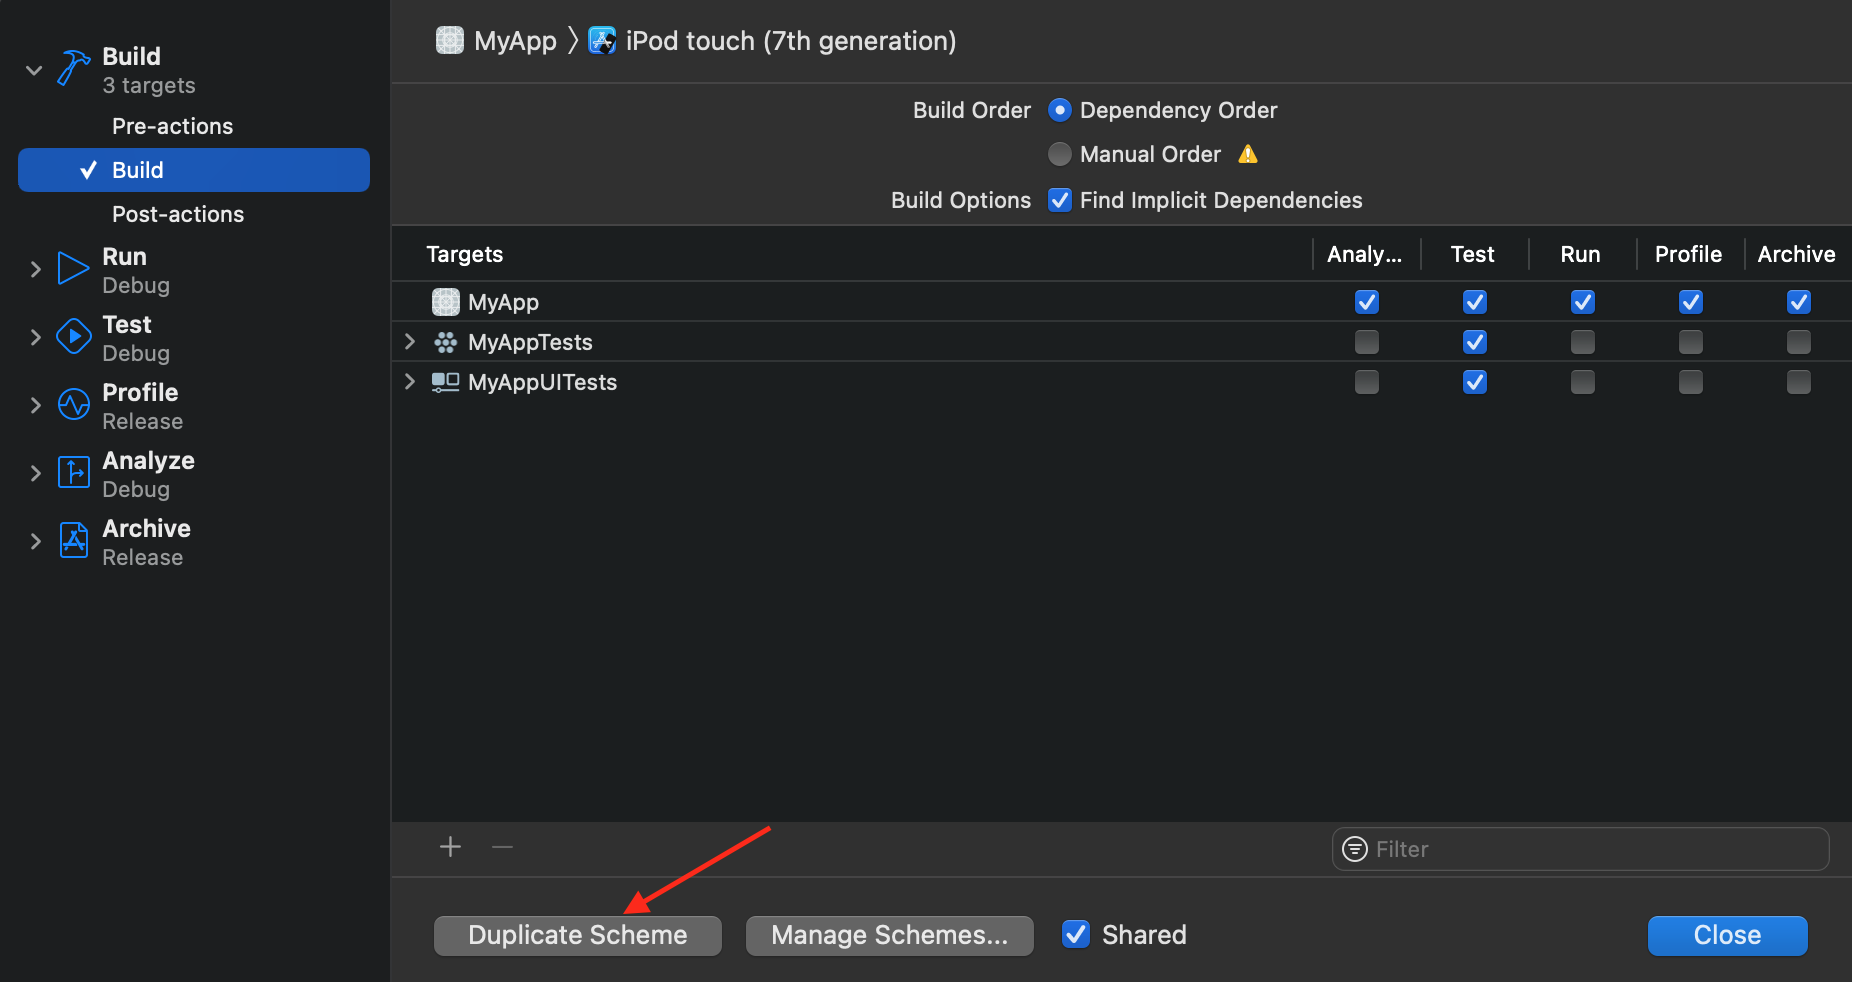 Build
3 targets
Pre-actions
Build
Post-actions
Run
Debug
Test
Debug
Profile
Release
Analyze
Debug
Archive
Release
MyApp iPod touch (7th generation)
Build Order Dependency Order
Manual Order
Build Options Find Implicit Dependencies
Targets Analy... Test Run Profile Archive
MyApp
MyAppTests
MyAppUITests
Filter
Duplicate Scheme Manage Schemes... Shared Close